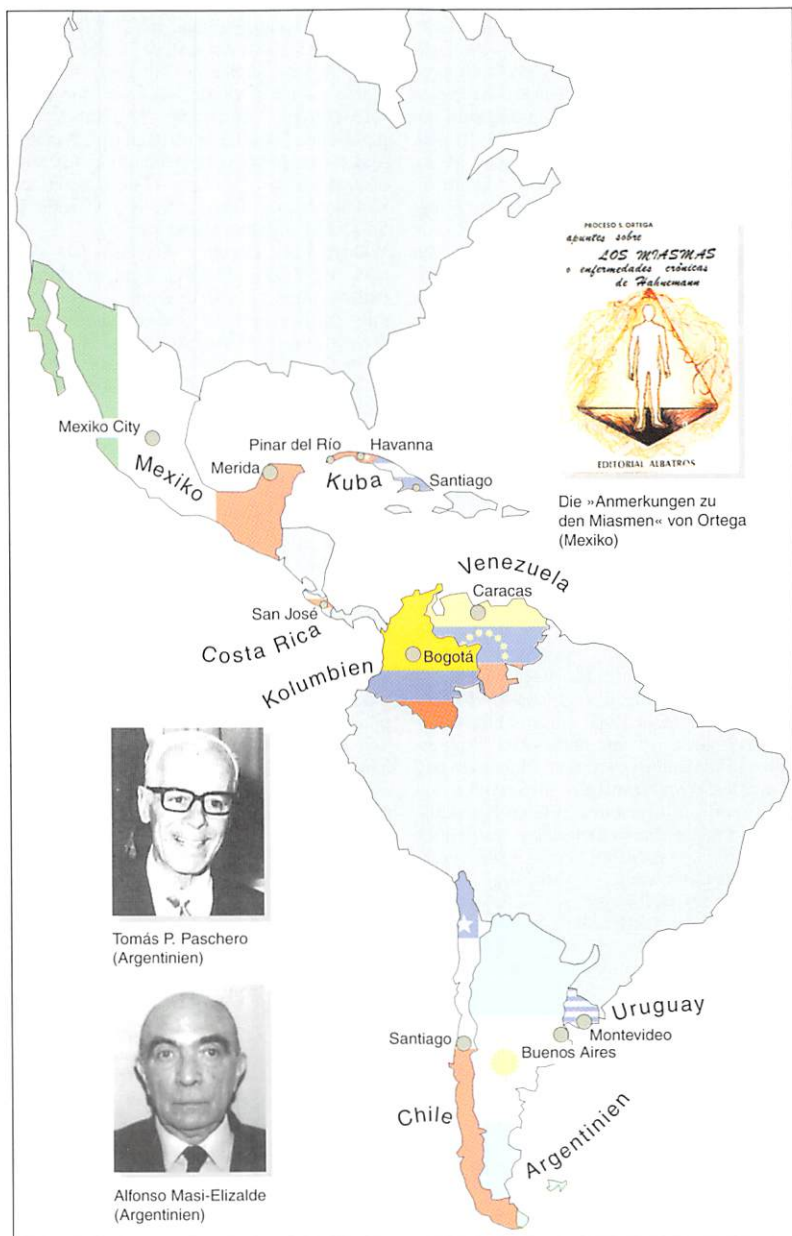 PROCESO S. ORTEGA
apuntes sobre
LOS MIASMAS
o enfermedades crónicas
de Hahnemann
EDITORIAL ALBATROS
Die »Anmerkungen zu
den Miasmen« von Ortega
(Mexiko)
Mexiko City
Mexiko
Merida
Pinar del Río
Havanna
Kuba
Santiago
San José
Costa Rica
Venezuela
Caracas
Kolumbien
Bogotá
Tomás P. Paschero
(Argentinien)
Alfonso Masi-Elizalde
(Argentinien)
Santiago
Chile
Uruguay
Montevideo
Buenos Aires
Argentinien